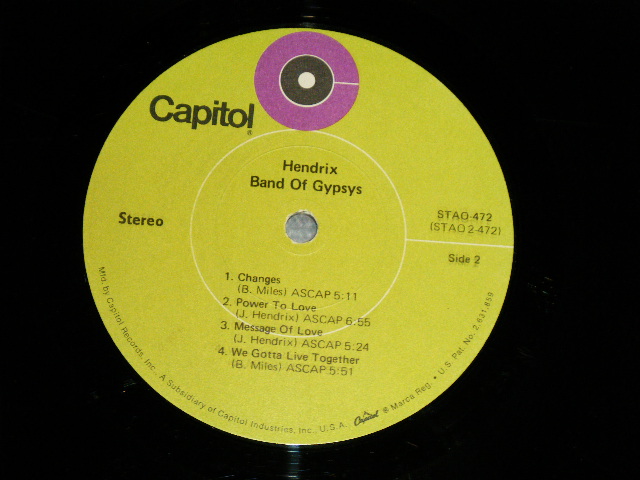 Capitol
®
Hendrix
Band Of Gypsys
Stereo
STAO-472
(STAO 2-472)
Side 2
1. Changes
(B. Miles) ASCAP 5:11
2. Power To Love
(J. Hendrix) ASCAP 6:55
3. Message Of Love
(J. Hendrix) ASCAP 5:24
4. We Gotta Live Together
(B. Miles) ASCAP 5:51
Mfd. by Capitol Records, Inc., A Subsidiary of Capitol Industries, Inc., U.S.A. Capitol ® Marca Reg. • U.S. Pat. No. 2,631,859